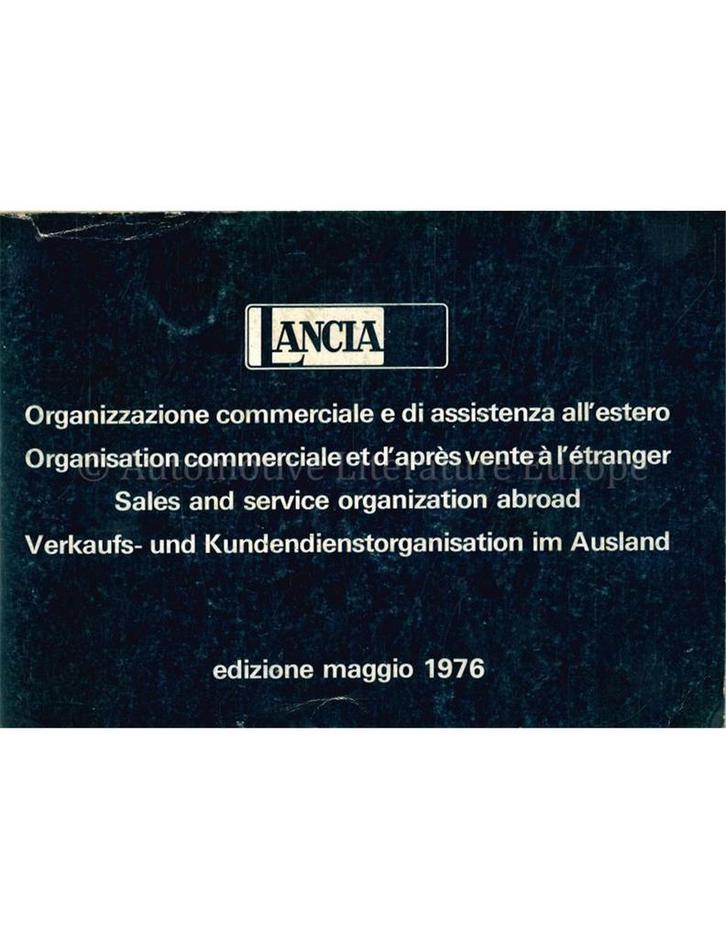 LANCIA
Organizzazione commerciale e di assistenza all'estero
Organisation commerciale et d'après vente à l'étranger
© Automotive Literature Europe
Sales and service organization abroad
Verkaufs- und Kundendienstorganisation im Ausland
edizione maggio 1976